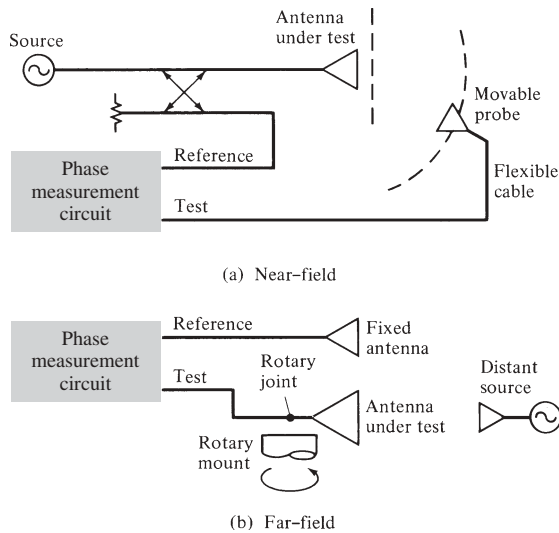 Source
Antenna
under test
Movable
probe
Phase
measurement
circuit
Reference
Test
Flexible
cable
(a) Near–field
Phase
measurement
circuit
Reference
Test
Fixed
antenna
Rotary
joint
Antenna
under test
Distant
source
Rotary
mount
(b) Far–field